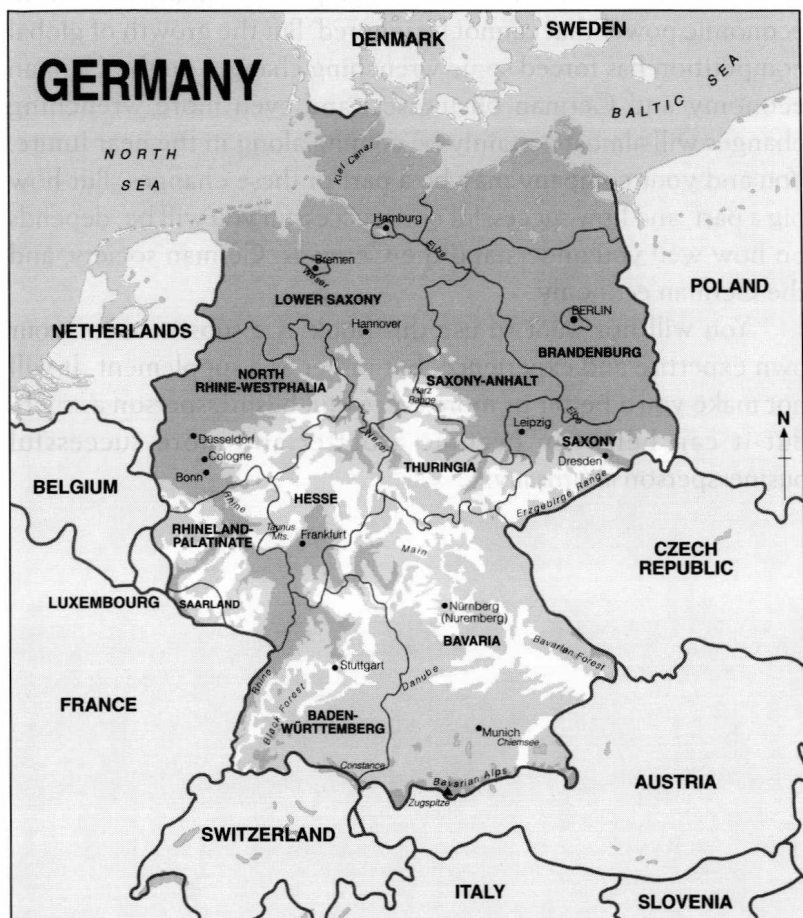 DENMARK
SWEDEN
GERMANY
BALTIC SEA
NORTH
SEA
Kiel Canal
Hamburg
Elbe
Bremen
Weser
LOWER SAXONY
POLAND
BERLIN
NETHERLANDS
Hannover
BRANDENBURG
NORTH
RHINE-WESTPHALIA
SAXONY-ANHALT
Harz
Range
Elbe
N
Weser
Leipzig
SAXONY
Düsseldorf
Cologne
THURINGIA
Dresden
Bonn
BELGIUM
Rhine
HESSE
Erzgebirge Range
RHINELAND-
PALATINATE
Taunus
Mts.
Frankfurt
Main
CZECH
REPUBLIC
LUXEMBOURG
SAARLAND
Nürnberg
(Nuremberg)
BAVARIA
Bavarian Forest
Stuttgart
Rhine
Danube
FRANCE
Black Forest
BADEN-
WÜRTTEMBERG
Munich
Chiemsee
Constance
Bavarian Alps
AUSTRIA
Zugspitze
SWITZERLAND
ITALY
SLOVENIA